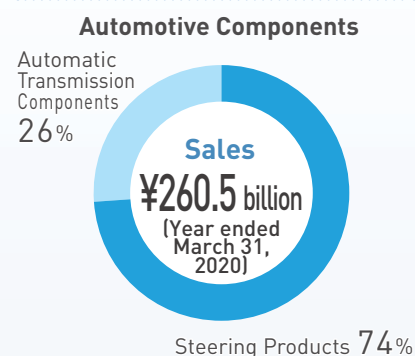 Automotive Components
Automatic
Transmission
Components
26%
Sales
¥260.5 billion
(Year ended
March 31,
2020)
Steering Products 74%